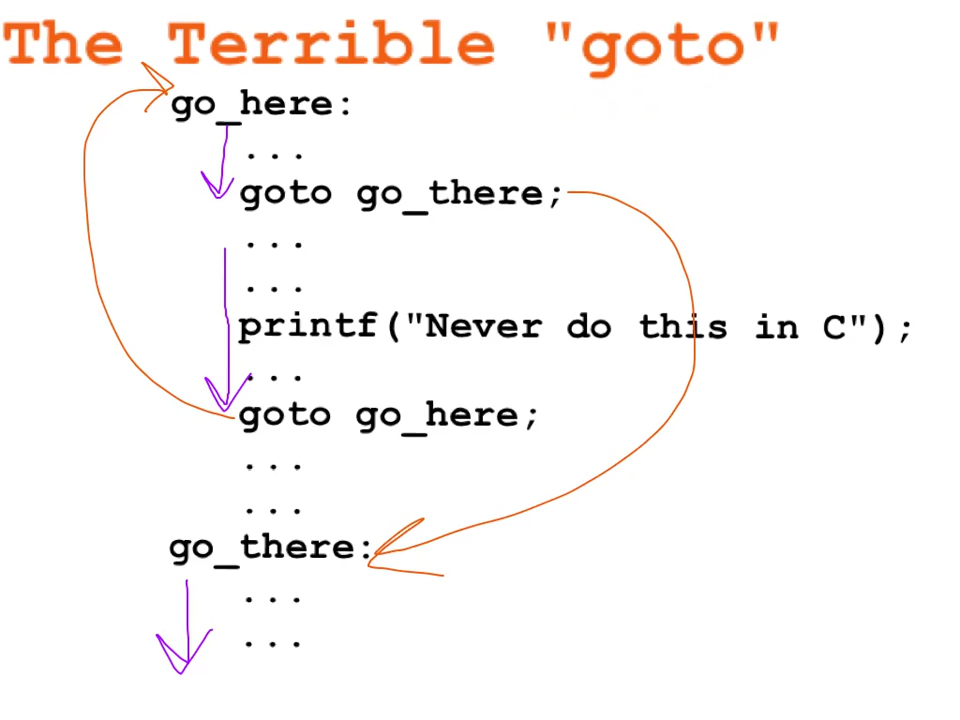 The Terrible "goto"
go_here:
...
goto go_there;
...
...
printf("Never do this in C");
...
goto go_here;
...
...
go_there:
...
...